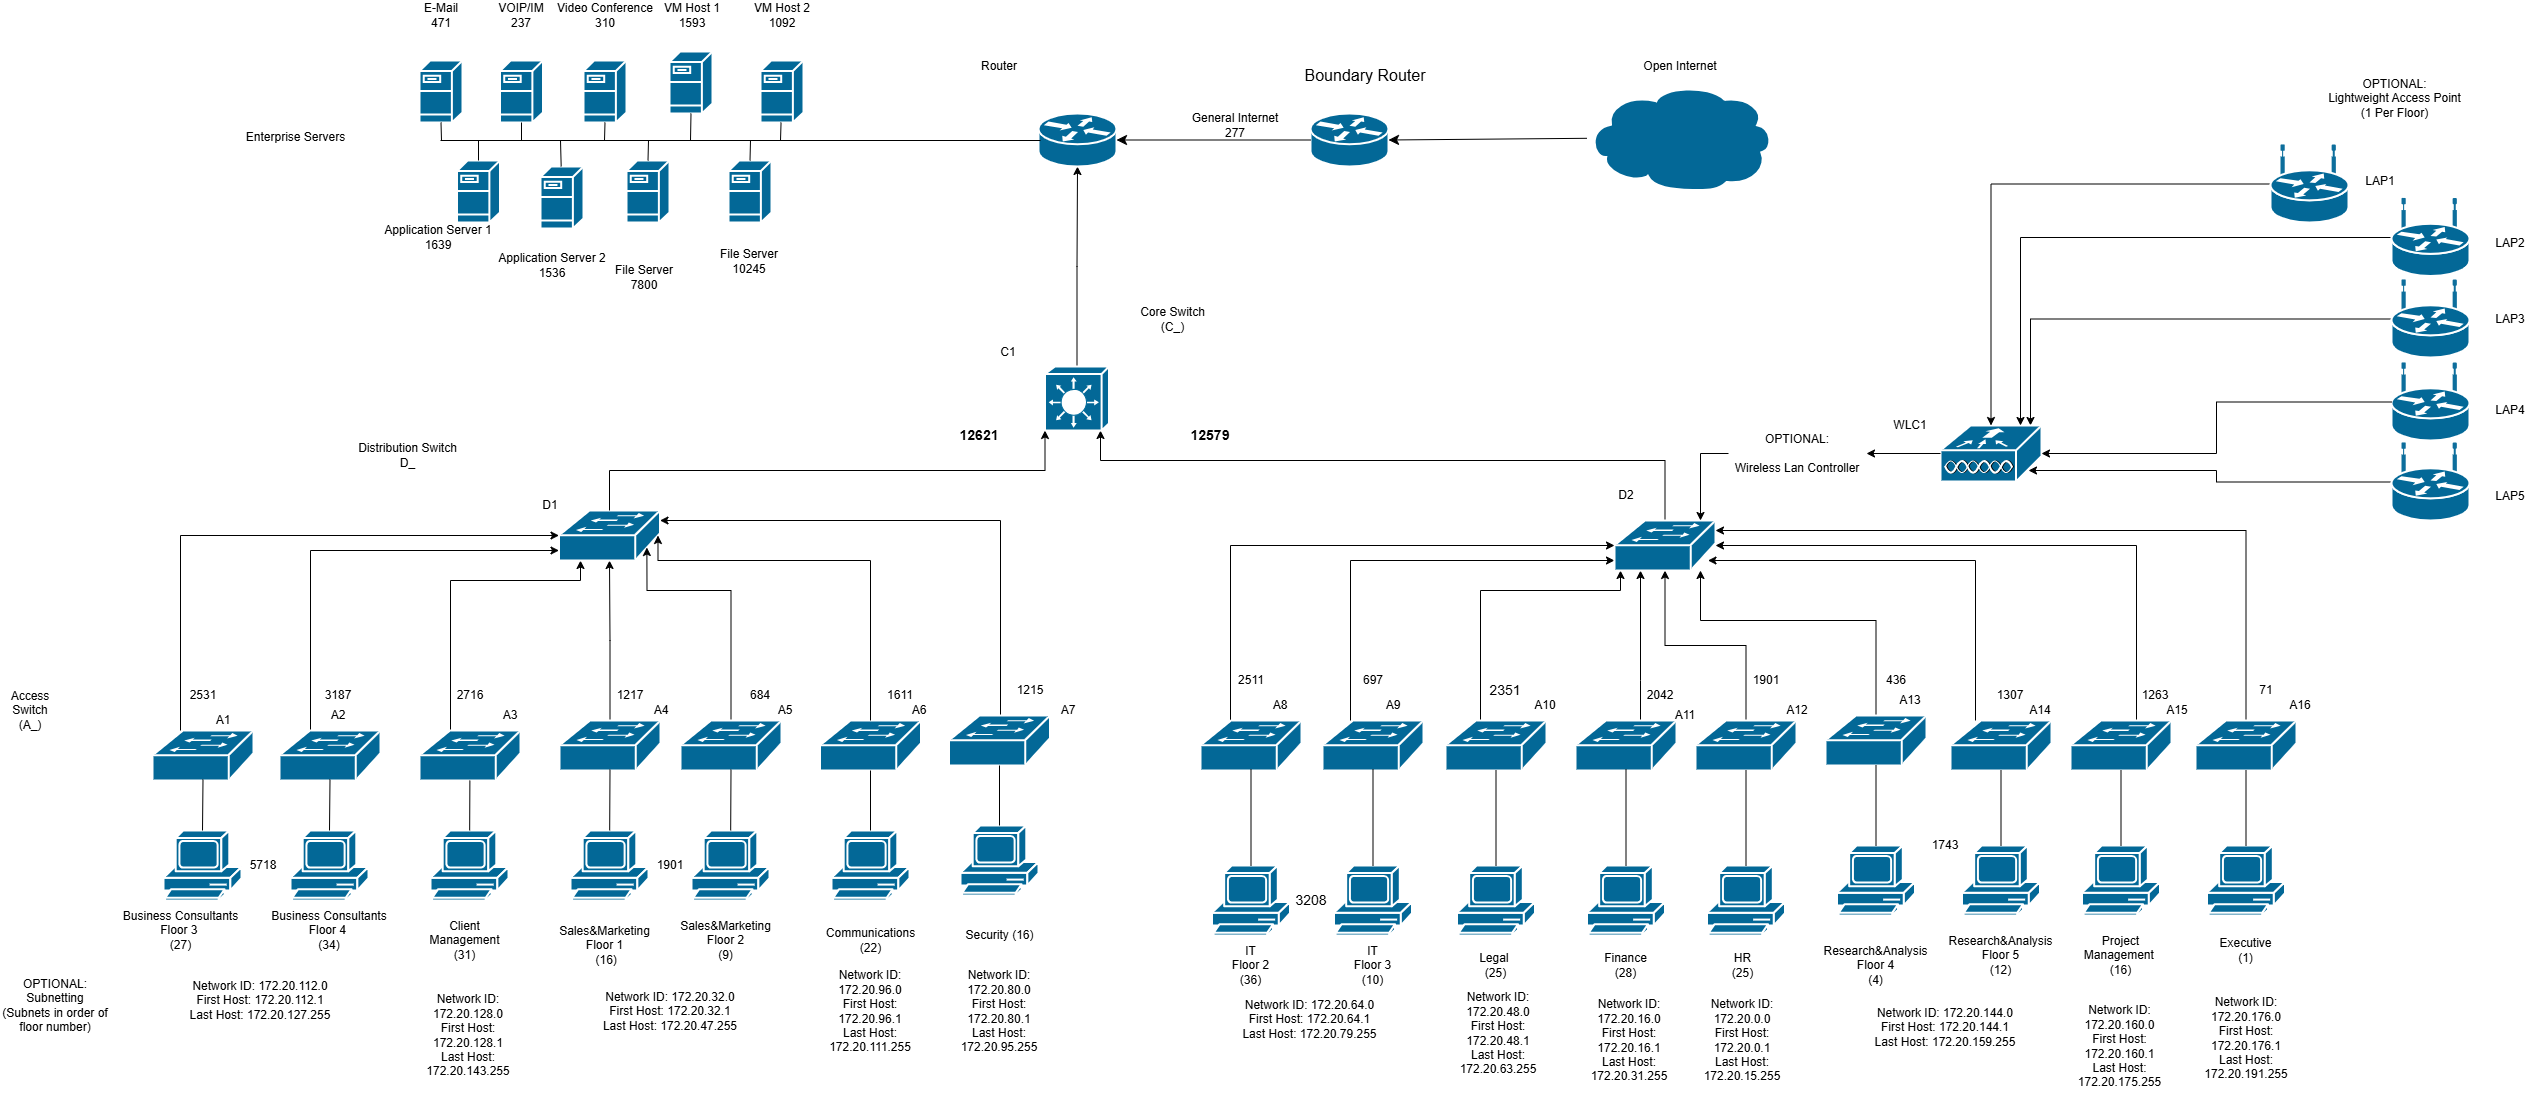 E-Mail
471
VOIP/IM
237
Video Conference
310
VM Host 1
1593
VM Host 2
1092
Router
Boundary Router
Open Internet
OPTIONAL:
Lightweight Access Point
(1 Per Floor)
General Internet
277
Enterprise Servers
LAP1
LAP2
LAP3
LAP4
LAP5
Application Server 1
1639
Application Server 2
1536
File Server
7800
File Server
10245
Core Switch
(C_)
C1
12621
12579
WLC1
OPTIONAL:
Wireless Lan Controller
Distribution Switch
D_
D1
D2
Access
Switch
(A_)
2531
A1
3187
A2
2716
A3
1217
A4
684
A5
1611
A6
1215
A7
2511
A8
697
A9
2351
A10
2042
A11
1901
A12
436
A13
1307
A14
1263
A15
71
A16
5718
1901
3208
1743
Business Consultants
Floor 3
(27)
Business Consultants
Floor 4
(34)
Client
Management
(31)
Sales&Marketing
Floor 1
(16)
Sales&Marketing
Floor 2
(9)
Communications
(22)
Security (16)
IT
Floor 2
(36)
IT
Floor 3
(10)
Legal
(25)
Finance
(28)
HR
(25)
Research&Analysis
Floor 4
(4)
Research&Analysis
Floor 5
(12)
Project
Management
(16)
Executive
(1)
OPTIONAL:
Subnetting
(Subnets in order of
floor number)
Network ID: 172.20.112.0
First Host: 172.20.112.1
Last Host: 172.20.127.255
Network ID:
172.20.128.0
First Host:
172.20.128.1
Last Host:
172.20.143.255
Network ID: 172.20.32.0
First Host: 172.20.32.1
Last Host: 172.20.47.255
Network ID:
172.20.96.0
First Host:
172.20.96.1
Last Host:
172.20.111.255
Network ID:
172.20.80.0
First Host:
172.20.80.1
Last Host:
172.20.95.255
Network ID: 172.20.64.0
First Host: 172.20.64.1
Last Host: 172.20.79.255
Network ID:
172.20.48.0
First Host:
172.20.48.1
Last Host:
172.20.63.255
Network ID:
172.20.16.0
First Host:
172.20.16.1
Last Host:
172.20.31.255
Network ID:
172.20.0.0
First Host:
172.20.0.1
Last Host:
172.20.15.255
Network ID: 172.20.144.0
First Host: 172.20.144.1
Last Host: 172.20.159.255
Network ID:
172.20.160.0
First Host:
172.20.160.1
Last Host:
172.20.175.255
Network ID:
172.20.176.0
First Host:
172.20.176.1
Last Host:
172.20.191.255